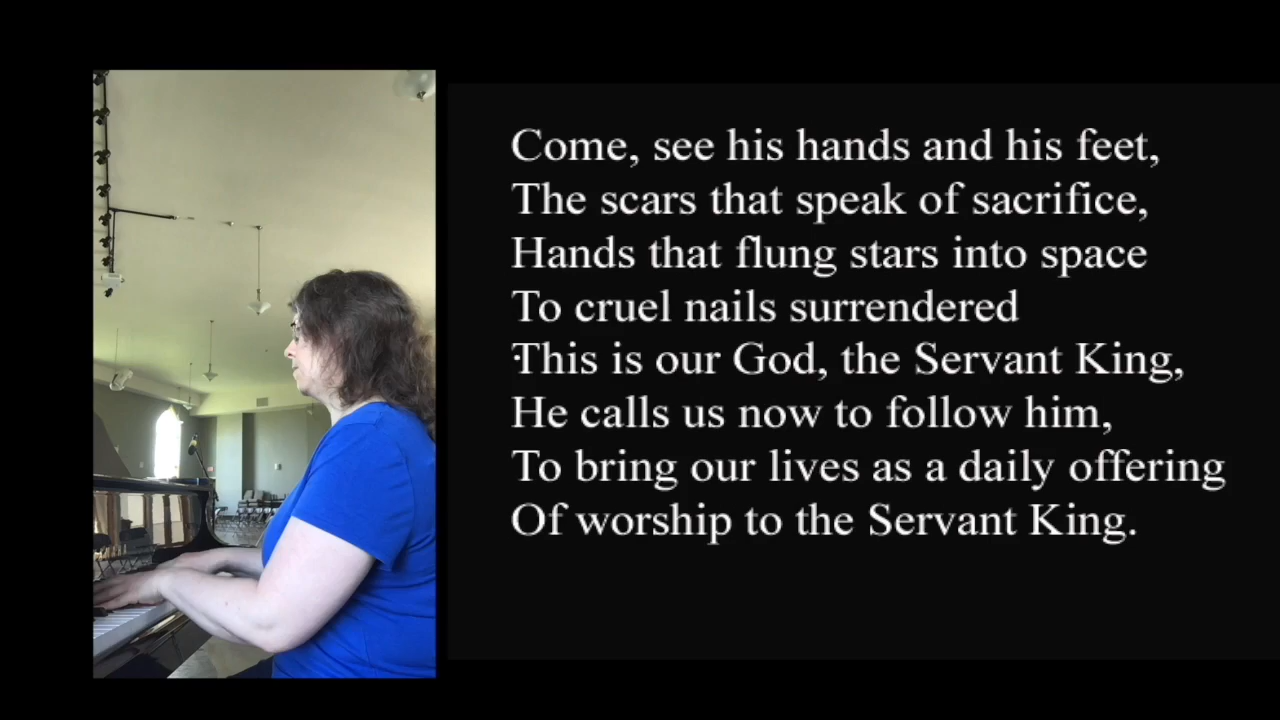 Come, see his hands and his feet,
The scars that speak of sacrifice,
Hands that flung stars into space
To cruel nails surrendered
This is our God, the Servant King,
He calls us now to follow him,
To bring our lives as a daily offering
Of worship to the Servant King.